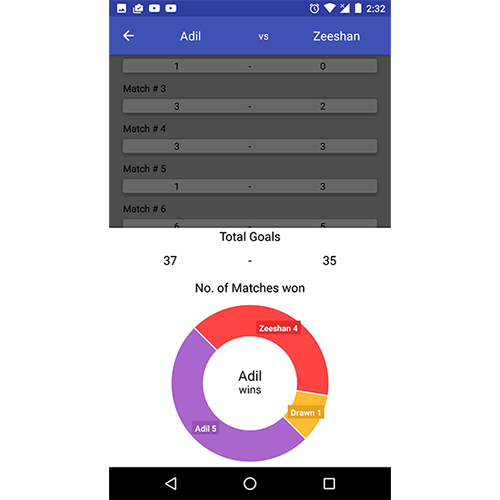 2:32
Adil vs Zeeshan
1 - 0
Match # 3
3 - 2
Match # 4
3 - 3
Match # 5
1 - 3
Match # 6
6 - 5
Total Goals
37 - 35
No. of Matches won
Zeeshan 4
Adil
wins
Drawn 1
Adil 5